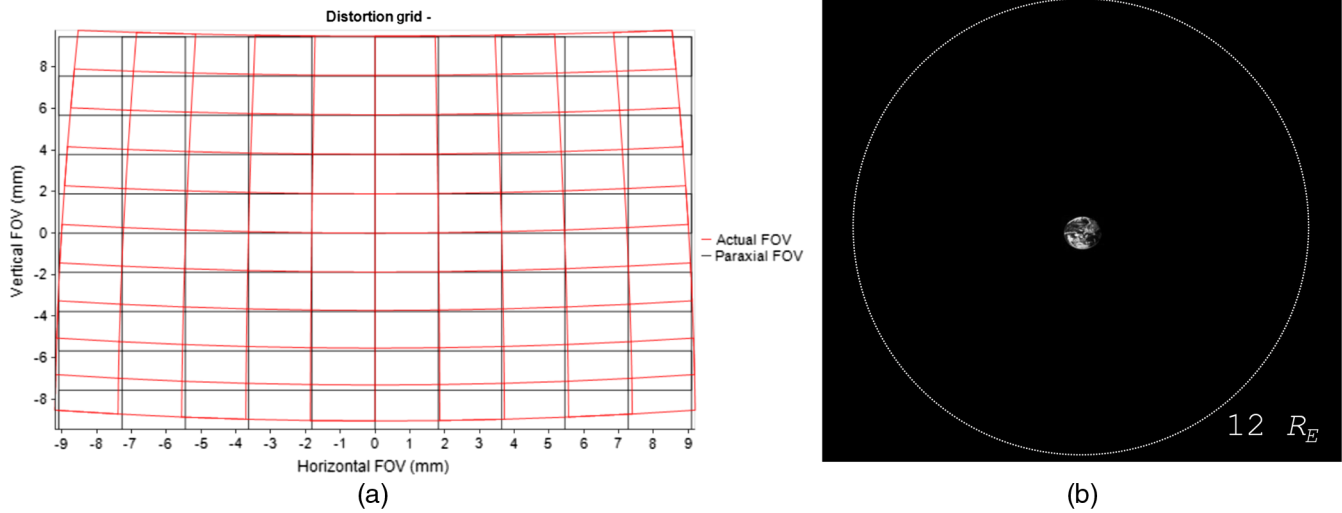 Distortion grid -
8
6
4
2
0
-2
-4
-6
-8
Vertical FOV (mm)
-9 -8 -7 -6 -5 -4 -3 -2 -1 0 1 2 3 4 5 6 7 8 9
Horizontal FOV (mm)
Actual FOV
Paraxial FOV
(a)
12 R_E
(b)